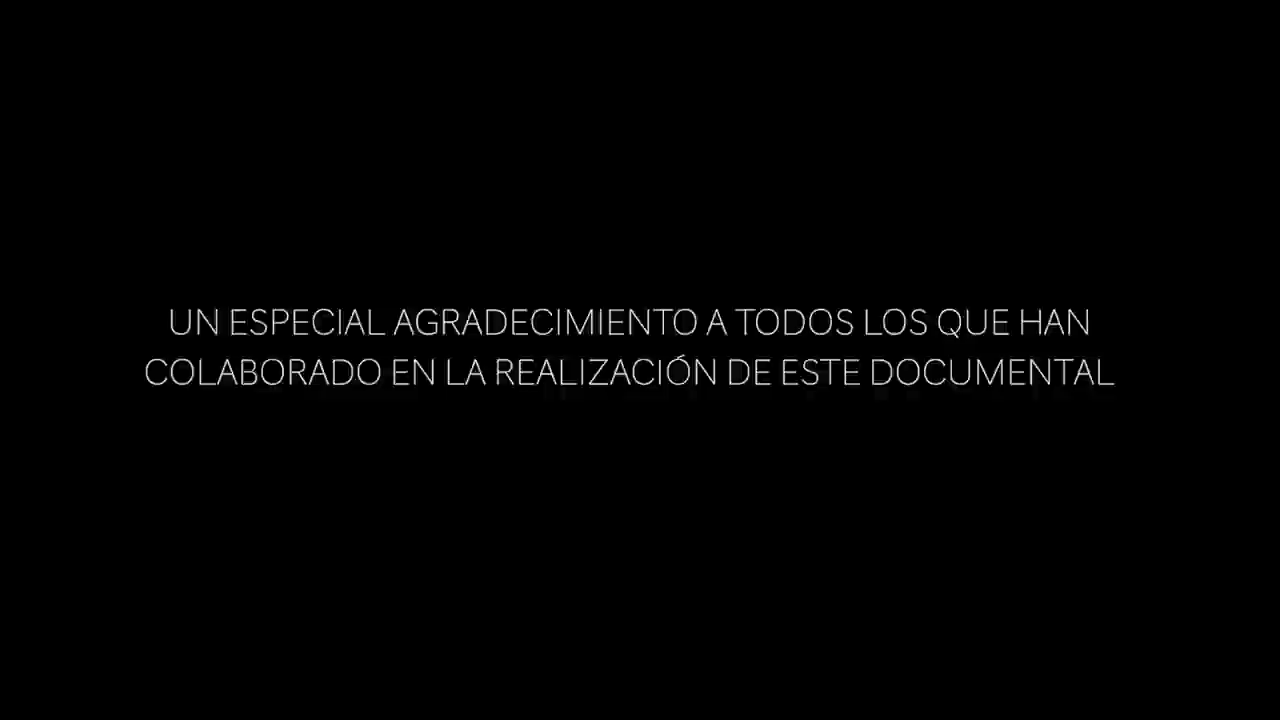 UN ESPECIAL AGRADECIMIENTO A TODOS LOS QUE HAN
COLABORADO EN LA REALIZACIÓN DE ESTE DOCUMENTAL